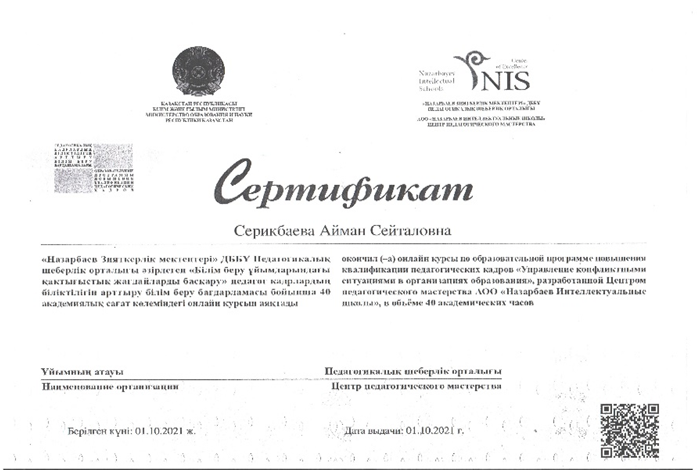 ҚАЗАҚСТАН РЕСПУБЛИКАСЫ
БІЛІМ ЖӘНЕ ҒЫЛЫМ МИНИСТРЛІГІ
МИНИСТЕРСТВО ОБРАЗОВАНИЯ И НАУКИ
РЕСПУБЛИКИ КАЗАХСТАН
Nazarbayev
Intellectual
Schools
Centre
of Excellence
NIS
«НАЗАРБАЕВ ЗИЯТКЕРЛІК МЕКТЕПТЕРІ» ДББҰ
ПЕДАГОГИКАЛЫҚ ШЕБЕРЛІК ОРТАЛЫҒЫ
АОО «НАЗАРБАЕВ ИНТЕЛЛЕКТУАЛЬНЫЕ ШКОЛЫ»
ЦЕНТР ПЕДАГОГИЧЕСКОГО МАСТЕРСТВА
Сертификат
Серикбаева Айман Сейталовна
«Назарбаев Зияткерлік мектептері» ДББҰ Педагогикалық
шеберлік орталығы әзірлеген «Білім беру ұйымларындағы
қақтығыстық жағдайларды басқару» педагог кадрлардың
біліктілігін арттыру білім беру бағдарламасы бойынша 40
академиялық сағат көлеміндегі онлайн курсын аяқтады
окончил (-а) онлайн курсы по образовательной программе повышения
квалификации педагогических кадров «Управление конфликтными
ситуациями в организациях образования», разработанной Центром
педагогического мастерства АОО «Назарбаев Интеллектуальные
школы», в объёме 40 академических часов
Ұйымның атауы
Наименование организации
Педагогикалық шеберлік орталығы
Центр педагогического мастерства
Берілген күні: 01.10.2021 ж.
Дата выдачи: 01.10.2021 г.